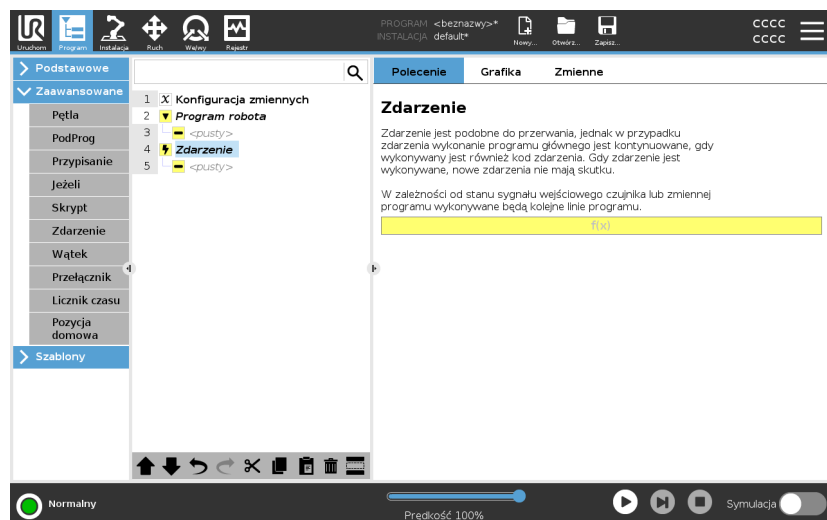 PROGRAM <beznazwy>*
INSTALACJA default*
CCCC
CCCC
Uruchom Program Instalacja Ruch We/wy Rejestr Nowy... Otwórz... Zapisz...
Podstawowe
Zaawansowane
Pętla
PodProg
Przypisanie
Jeżeli
Skrypt
Zdarzenie
Wątek
Przełącznik
Licznik czasu
Pozycja
domowa
Szablony
1 X Konfiguracja zmiennych
2 Program robota
3 <pusty>
4 Zdarzenie
5 <pusty>
Polecenie Grafika Zmienne
Zdarzenie
Zdarzenie jest podobne do przerwania, jednak w przypadku
zdarzenia wykonanie programu głównego jest kontynuowane, gdy
wykonywany jest również kod zdarzenia. Gdy zdarzenie jest
wykonywane, nowe zdarzenia nie mają skutku.
W zależności od stanu sygnału wejściowego czujnika lub zmiennej
programu wykonywane będą kolejne linie programu.
f(x)
Normalny
Prędkość 100%
Symulacja